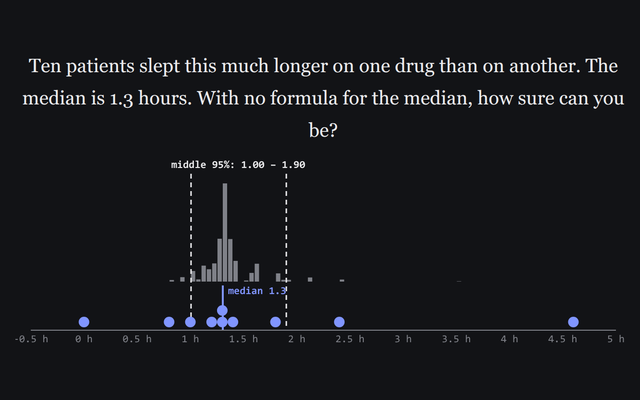 Ten patients slept this much longer on one drug than on another. The
median is 1.3 hours. With no formula for the median, how sure can you
be?
middle 95%: 1.00 – 1.90
median 1.3
-0.5 h 0 h 0.5 h 1 h 1.5 h 2 h 2.5 h 3 h 3.5 h 4 h 4.5 h 5 h